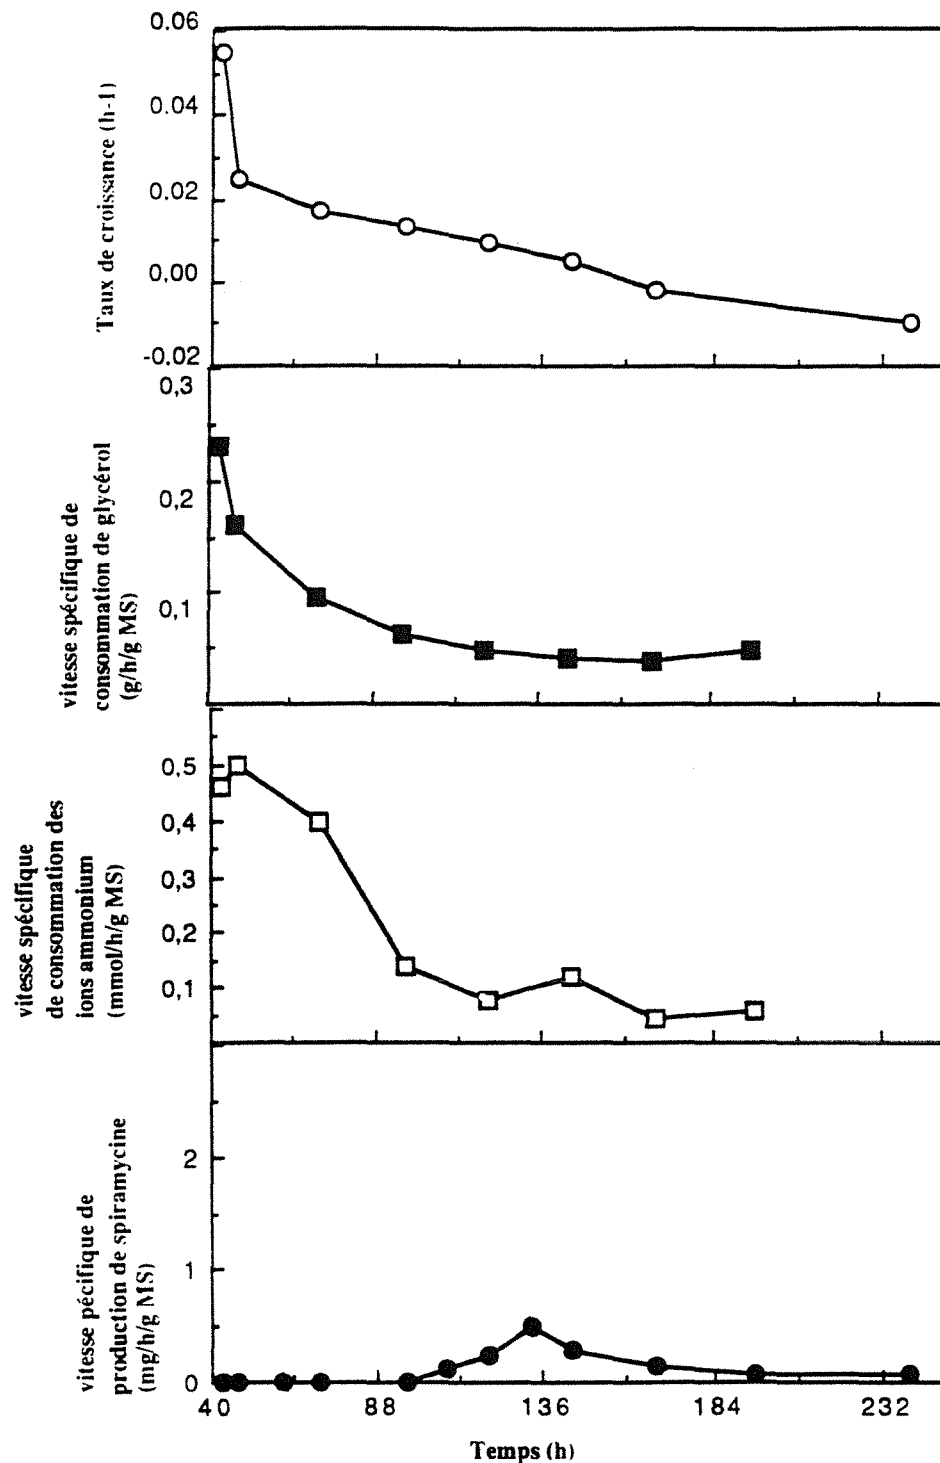 0.06
0.04
0.02
0,00
-0.02
Taux de croissance (h-1)
0,3
0,2
0,1
vitesse spécifique de
consommation de glycérol
(g/h/g MS)
0,5
0,4
0,3
0,2
0,1
vitesse spécifique
de consommation des
ions ammonium
(mmol/h/g MS)
2
1
0
vitesse pécifique de
production de spiramycine
(mg/h/g MS)
40 88 136 184 232
Temps (h)